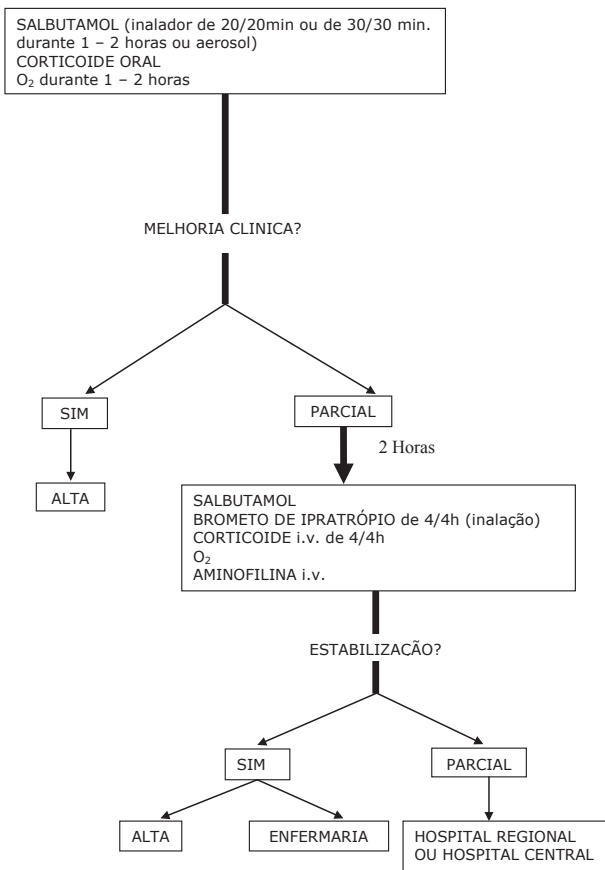 SALBUTAMOL (inalador de 20/20min ou de 30/30 min.
durante 1 – 2 horas ou aerosol)
CORTICOIDE ORAL
O₂ durante 1 – 2 horas
MELHORIA CLINICA?
SIM
PARCIAL
2 Horas
ALTA
SALBUTAMOL
BROMETO DE IPRATRÓPIO de 4/4h (inalação)
CORTICOIDE i.v. de 4/4h
O₂
AMINOFILINA i.v.
ESTABILIZAÇÃO?
SIM
PARCIAL
ALTA
ENFERMARIA
HOSPITAL REGIONAL
OU HOSPITAL CENTRAL